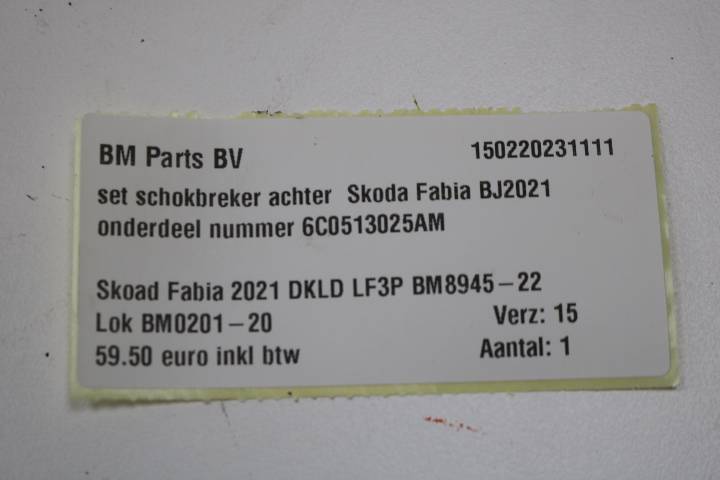 BM Parts BV 150220231111
set schokbreker achter Skoda Fabia BJ2021
onderdeel nummer 6C0513025AM
Skoad Fabia 2021 DKLD LF3P BM8945-22
Lok BM0201-20 Verz: 15
59.50 euro inkl btw Aantal: 1